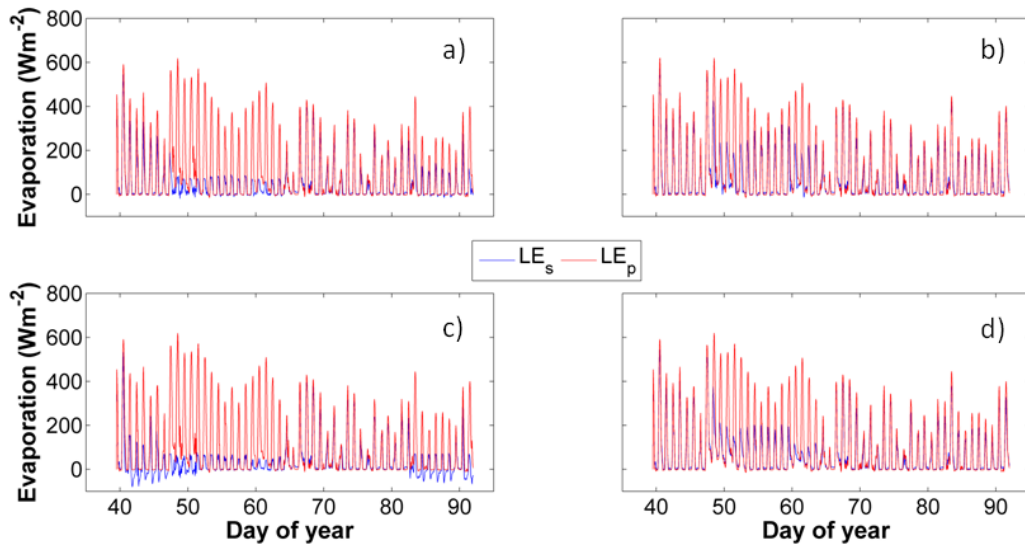 Evaporation (Wm-2)
800
600
400
200
0
a)
b)
LEs
LEp
Evaporation (Wm-2)
800
600
400
200
0
c)
d)
40 50 60 70 80 90
40 50 60 70 80 90
Day of year
Day of year